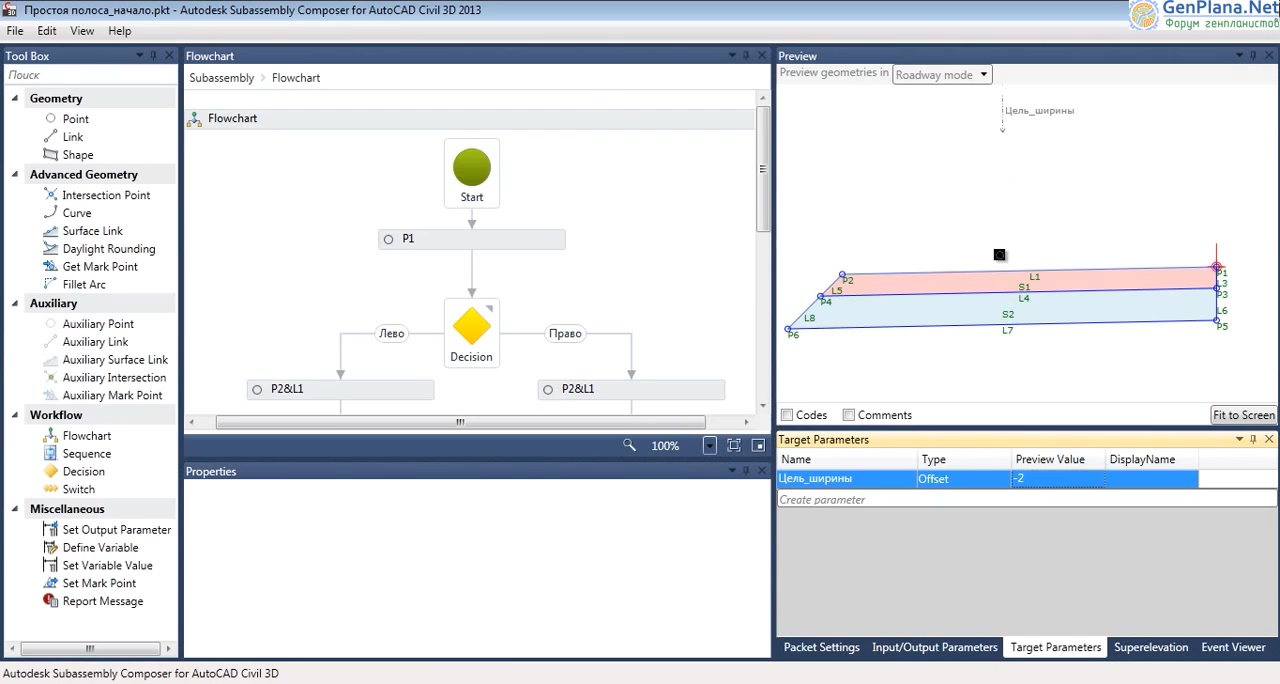 Простоя полоса_начало.pkt - Autodesk Subassembly Composer for AutoCAD Civil 3D 2013
GenPlana.Net
Форум генпланистов
File Edit View Help
Tool Box
Поиск
Geometry
Point
Link
Shape
Advanced Geometry
Intersection Point
Curve
Surface Link
Daylight Rounding
Get Mark Point
Fillet Arc
Auxiliary
Auxiliary Point
Auxiliary Link
Auxiliary Surface Link
Auxiliary Intersection
Auxiliary Mark Point
Workflow
Flowchart
Sequence
Decision
Switch
Miscellaneous
Set Output Parameter
Define Variable
Set Variable Value
Set Mark Point
Report Message
Flowchart
Subassembly > Flowchart
Flowchart
Start
P1
Лево
Право
Decision
P2&L1
P2&L1
100%
Properties
Preview
Preview geometries in Roadway mode
Цель_ширины
P2
L1
P1
L5
S1
L3
P4
L4
P3
L8
S2
L6
P6
L7
P5
Codes Comments Fit to Screen
Target Parameters
Name Type Preview Value DisplayName
Цель_ширины Offset -2
Create parameter
Packet Settings Input/Output Parameters Target Parameters Superelevation Event Viewer
Autodesk Subassembly Composer for AutoCAD Civil 3D